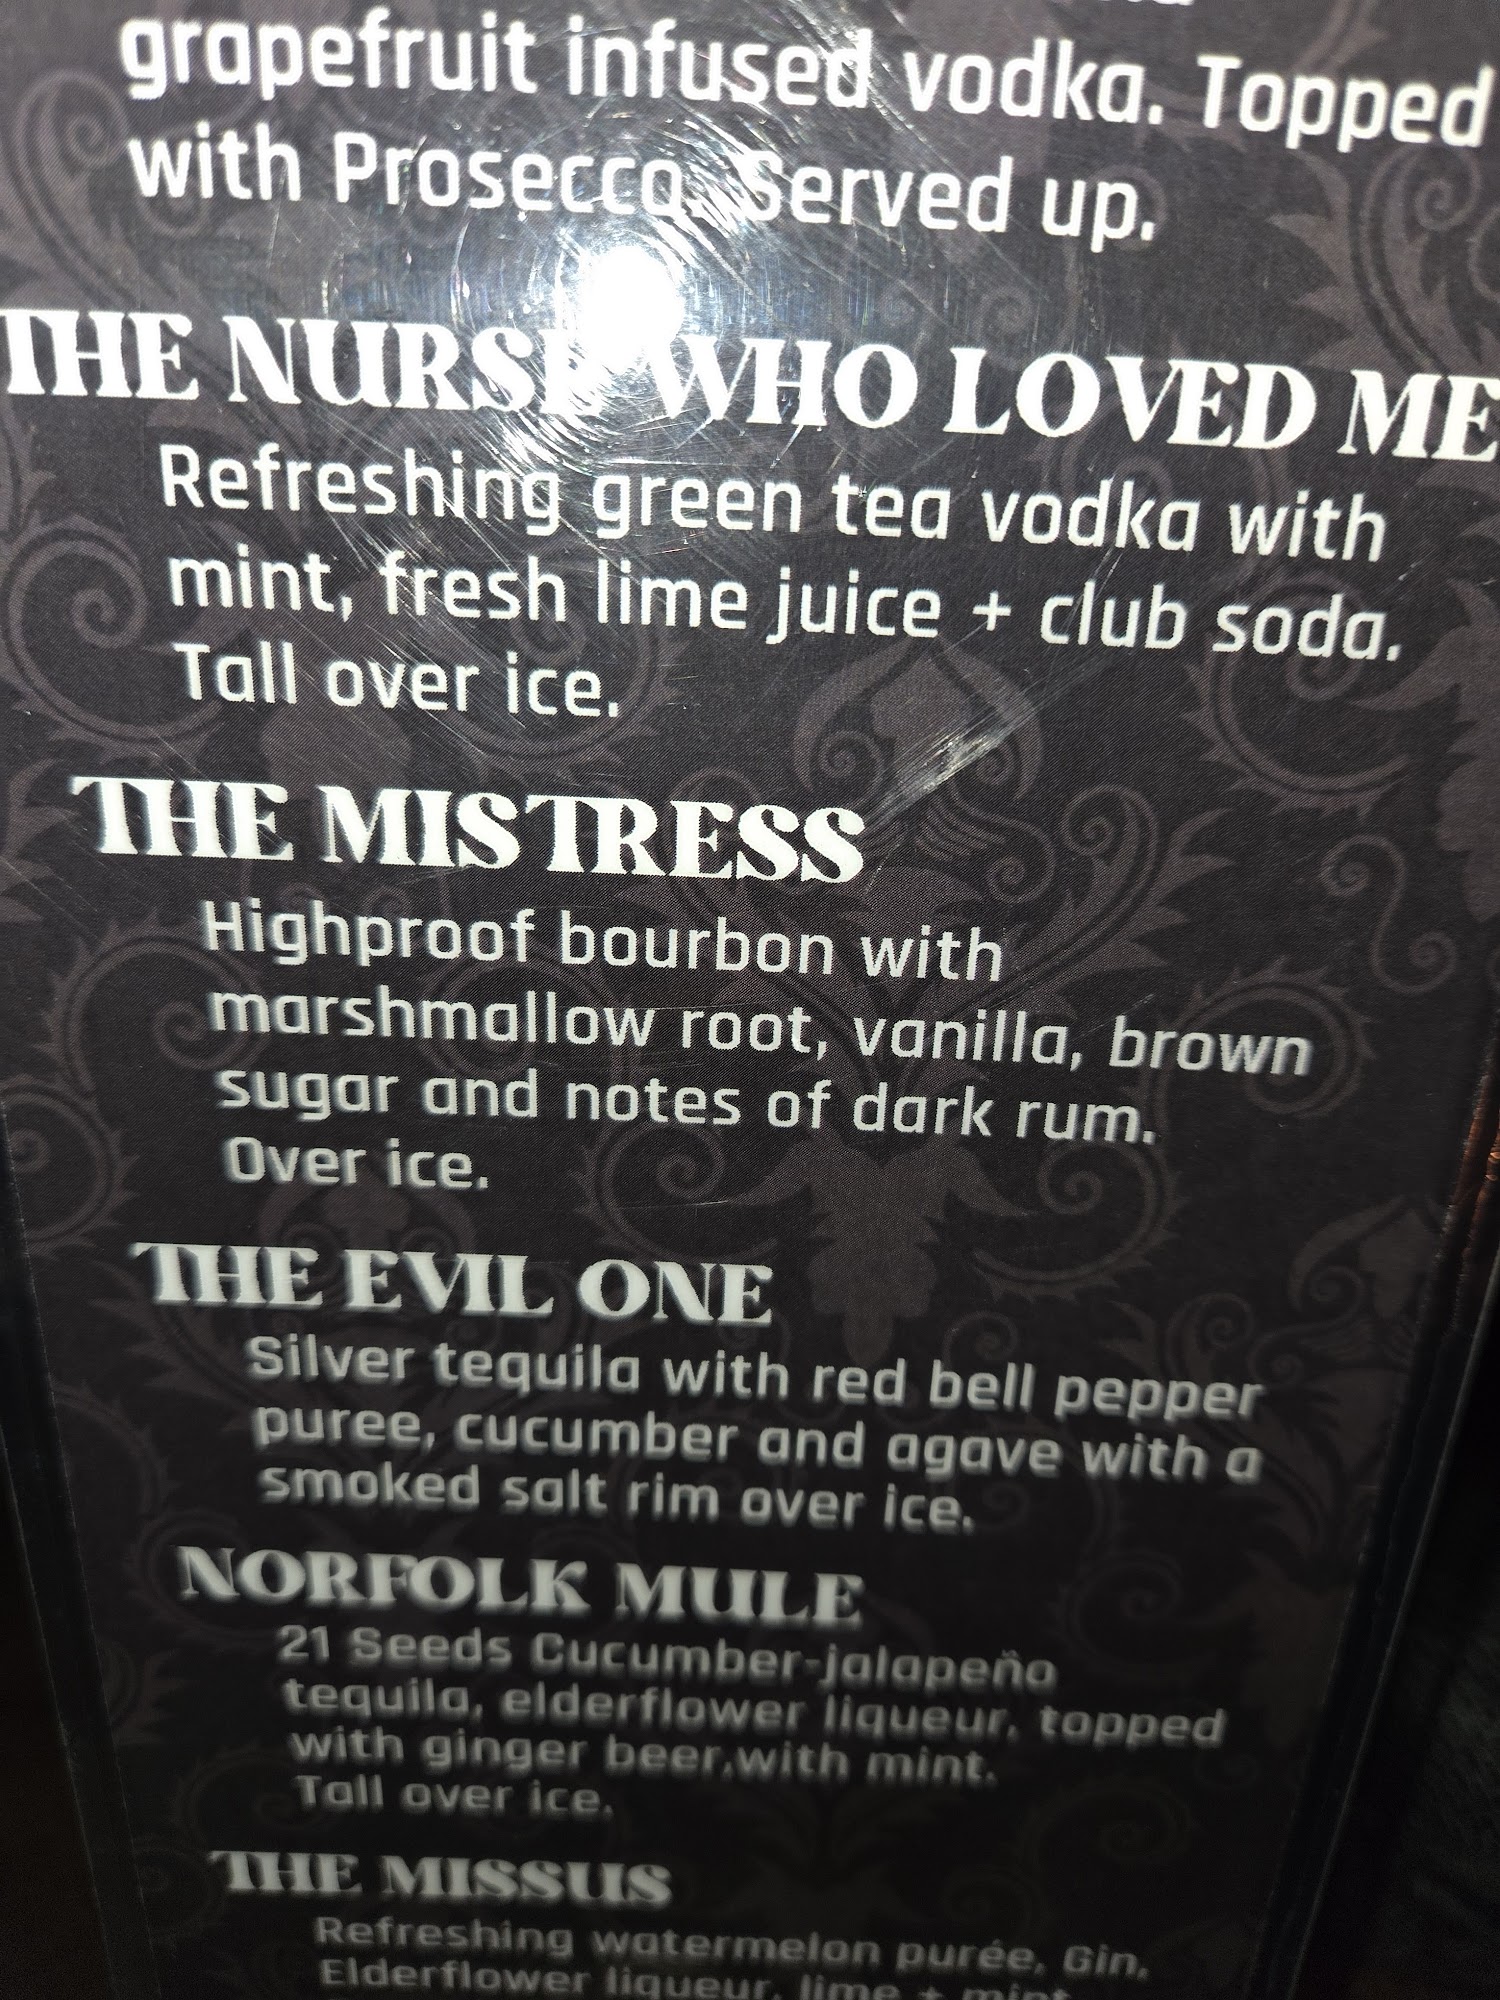 grapefruit infused vodka. Topped
with Prosecco. Served up.
THE NURSE WHO LOVED ME
Refreshing green tea vodka with
mint, fresh lime juice + club soda.
Tall over ice.
THE MISTRESS
Highproof bourbon with
marshmallow root, vanilla, brown
sugar and notes of dark rum.
Over ice.
THE EVIL ONE
Silver tequila with red bell pepper
puree, cucumber and agave with a
smoked salt rim over ice.
NORFOLK MULE
21 Seeds Cucumber-jalapeño
tequila, elderflower liqueur, topped
with ginger beer,with mint.
Tall over ice.
THE MISSUS
Refreshing watermelon purée, Gin,
Elderflower liqueur, lime + mint